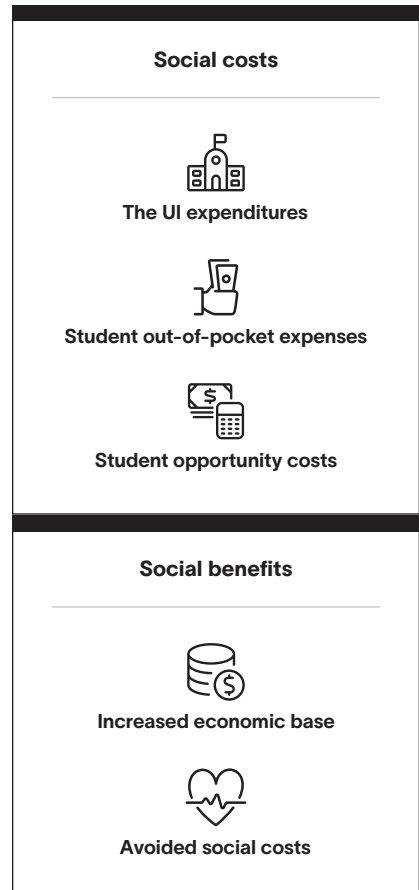 Social costs
The UI expenditures
Student out-of-pocket expenses
$
Student opportunity costs
Social benefits
$
Increased economic base
Avoided social costs